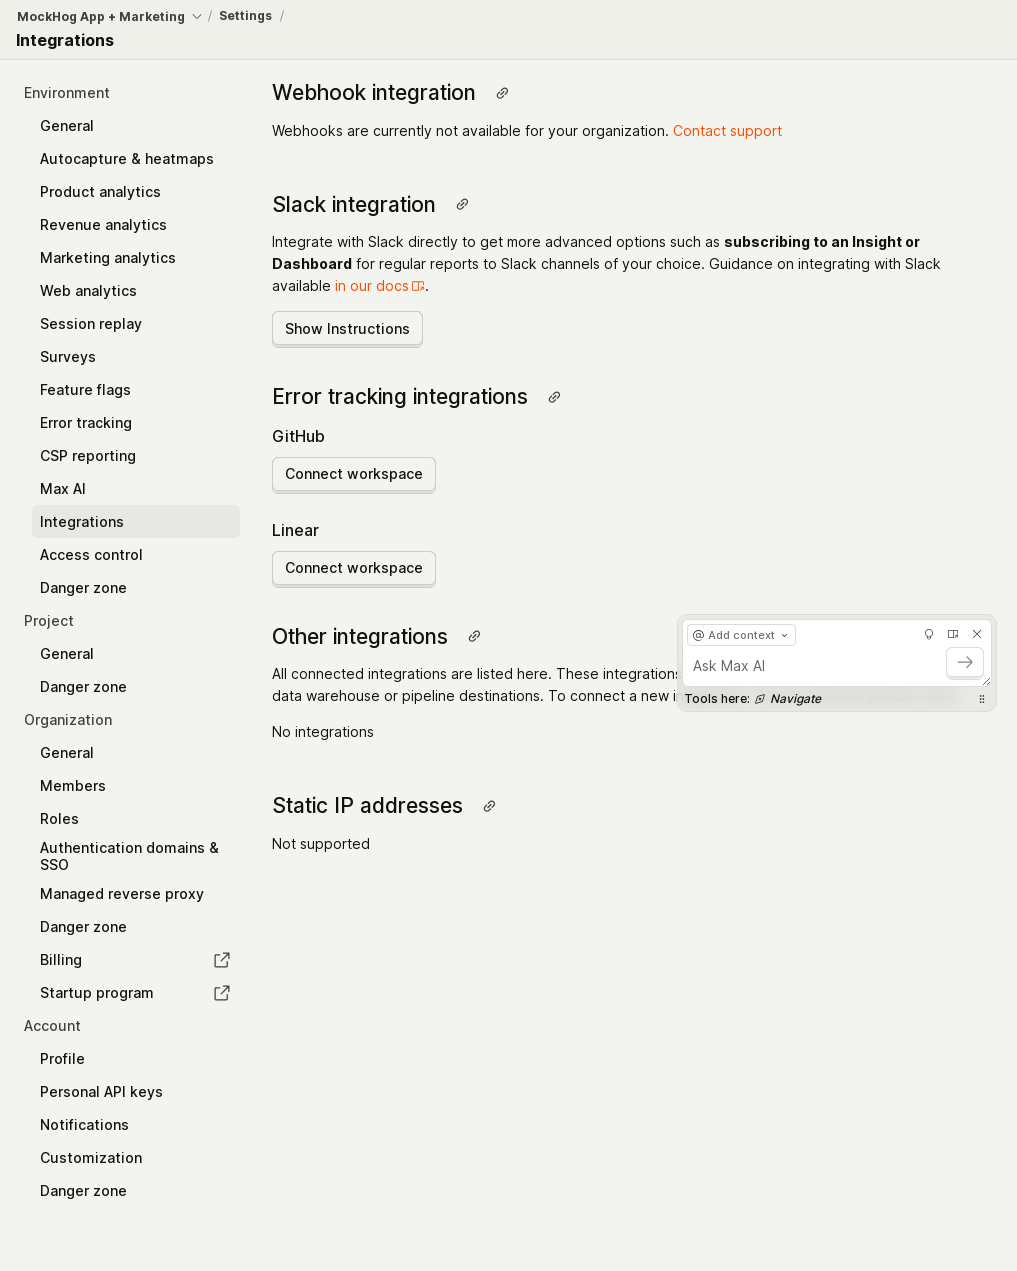 MockHog App + Marketing / Settings /
Integrations
Environment
General
Autocapture & heatmaps
Product analytics
Revenue analytics
Marketing analytics
Web analytics
Session replay
Surveys
Feature flags
Error tracking
CSP reporting
Max AI
Integrations
Access control
Danger zone
Project
General
Danger zone
Organization
General
Members
Roles
Authentication domains &
SSO
Managed reverse proxy
Danger zone
Billing
Startup program
Account
Profile
Personal API keys
Notifications
Customization
Danger zone
Webhook integration
Webhooks are currently not available for your organization. Contact support
Slack integration
Integrate with Slack directly to get more advanced options such as subscribing to an Insight or
Dashboard for regular reports to Slack channels of your choice. Guidance on integrating with Slack
available in our docs.
Show Instructions
Error tracking integrations
GitHub
Connect workspace
Linear
Connect workspace
Other integrations
All connected integrations are listed here. These integrations
data warehouse or pipeline destinations. To connect a new
No integrations
Static IP addresses
Not supported
@ Add context
Ask Max AI
Tools here: Navigate